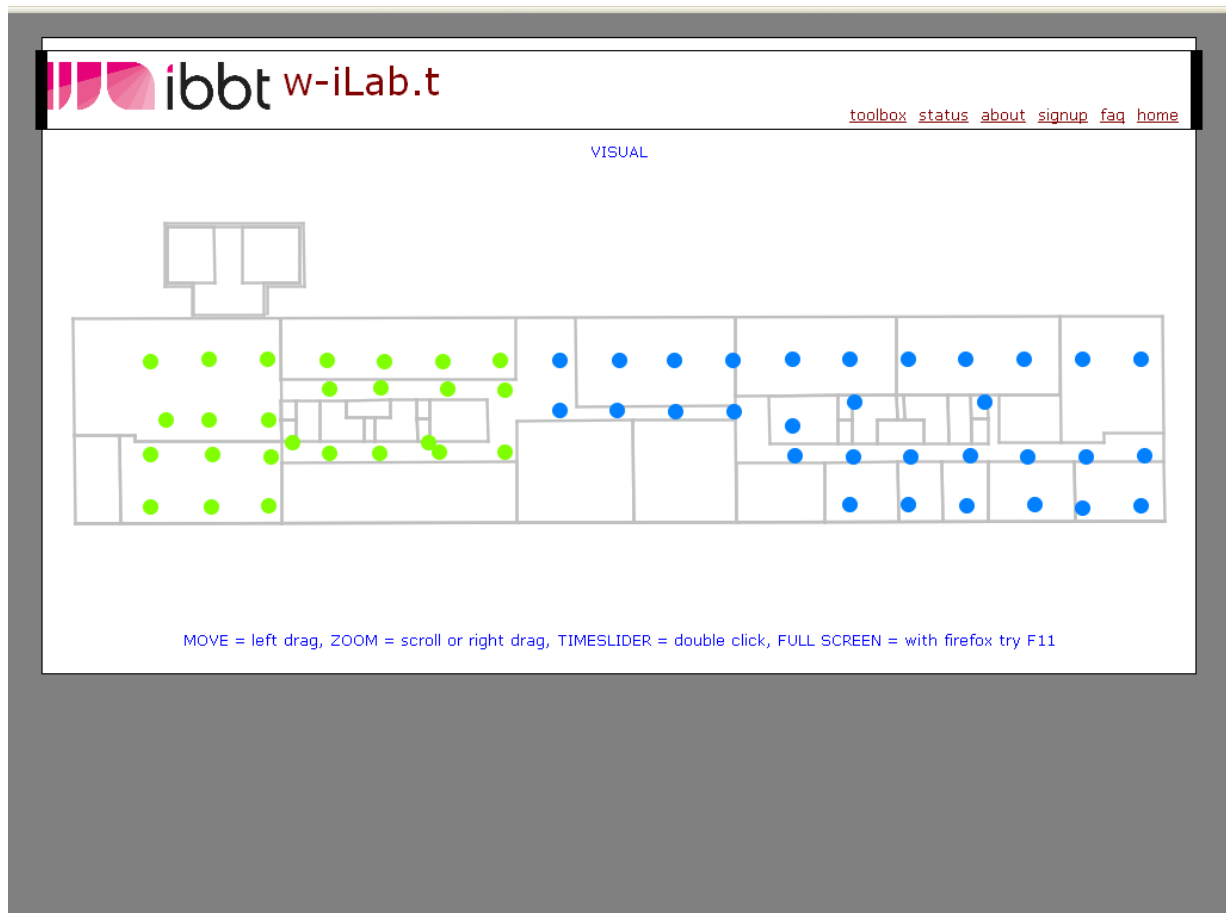 ibbt w-iLab.t
toolbox status about signup faq home
VISUAL
MOVE = left drag, ZOOM = scroll or right drag, TIMESLIDER = double click, FULL SCREEN = with firefox try F11